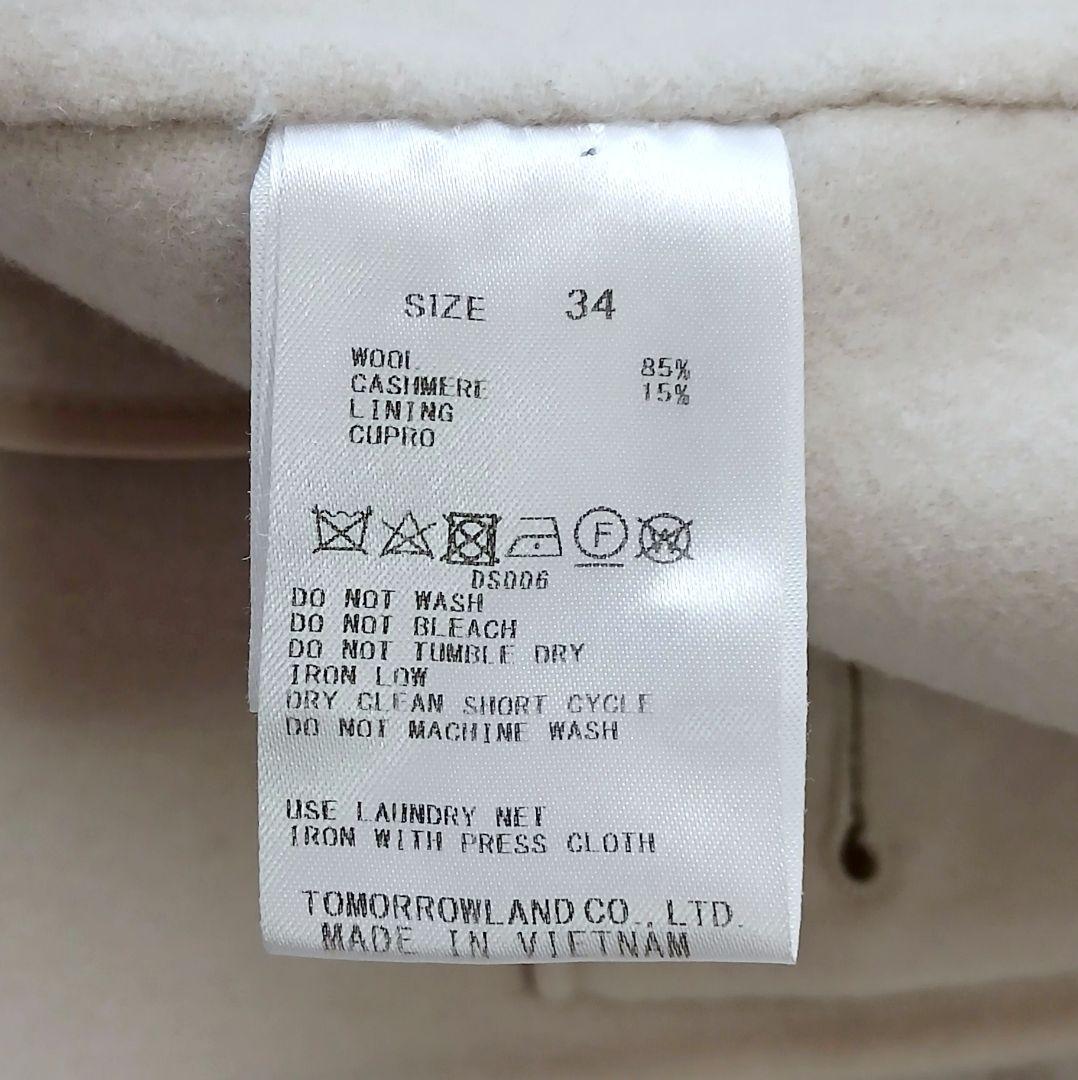 SIZE 34
WOOL 85%
CASHMERE 15%
LINING
CUPRO
F W
DS006
DO NOT WASH
DO NOT BLEACH
DO NOT TUMBLE DRY
IRON LOW
DRY CLEAN SHORT CYCLE
DO NOT MACHINE WASH
USE LAUNDRY NET
IRON WITH PRESS CLOTH
TOMORROWLAND CO., LTD.
MADE IN VIETNAM